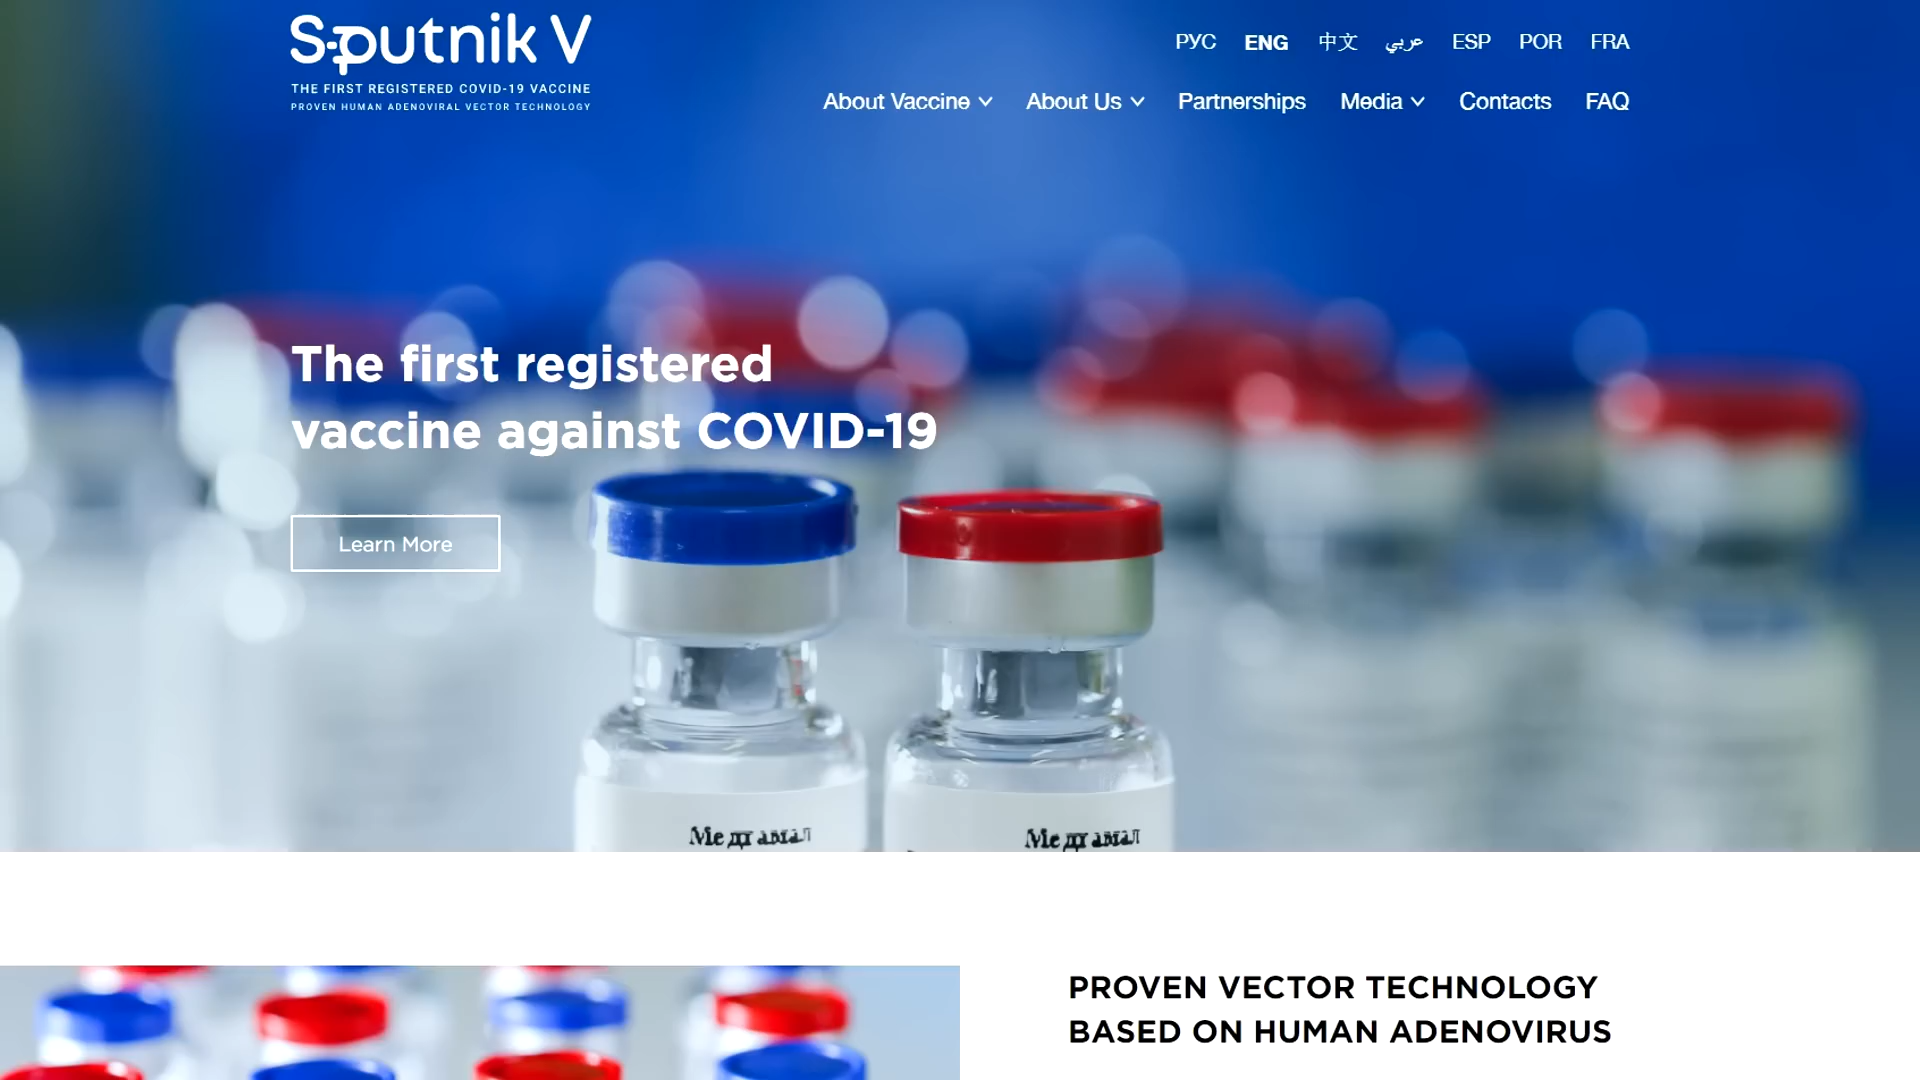 Sputnik V
THE FIRST REGISTERED COVID-19 VACCINE
PROVEN HUMAN ADENOVIRAL VECTOR TECHNOLOGY
РУС ENG 中文 عربي ESP POR FRA
About Vaccine About Us Partnerships Media Contacts FAQ
The first registered
vaccine against COVID-19
Learn More
Медгамал Медгамал
PROVEN VECTOR TECHNOLOGY
BASED ON HUMAN ADENOVIRUS